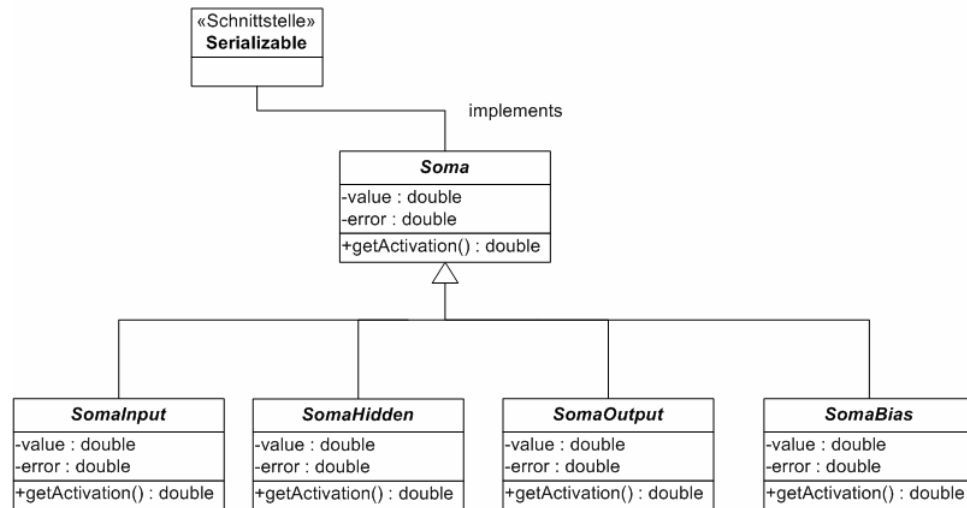 «Schnittstelle»
Serializable
implements
Soma
-value : double
-error : double
+getActivation() : double
SomaInput
-value : double
-error : double
+getActivation() : double
SomaHidden
-value : double
-error : double
+getActivation() : double
SomaOutput
-value : double
-error : double
+getActivation() : double
SomaBias
-value : double
-error : double
+getActivation() : double